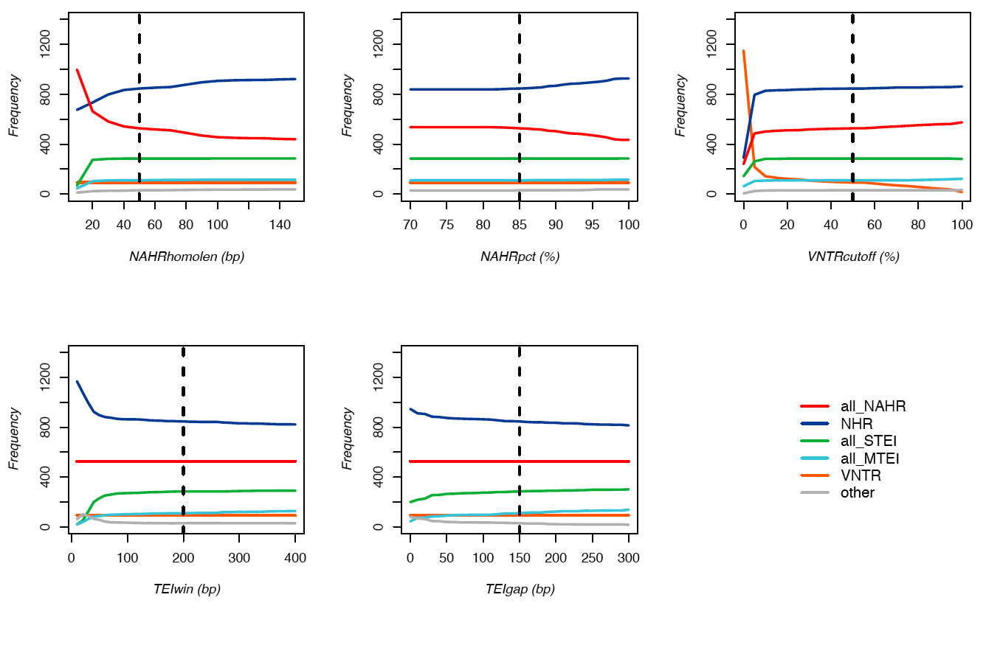 Frequency
0 400 800 1200
20 40 60 80 100 140
NAHRhomolen (bp)
Frequency
0 400 800 1200
70 75 80 85 90 95 100
NAHRpct (%)
Frequency
0 400 800 1200
0 20 40 60 80 100
VNTRcutoff (%)
Frequency
0 400 800 1200
0 100 200 300 400
TEIwin (bp)
Frequency
0 400 800 1200
0 50 100 150 200 250 300
TEIgap (bp)
all_NAHR
NHR
all_STEI
all_MTEI
VNTR
other